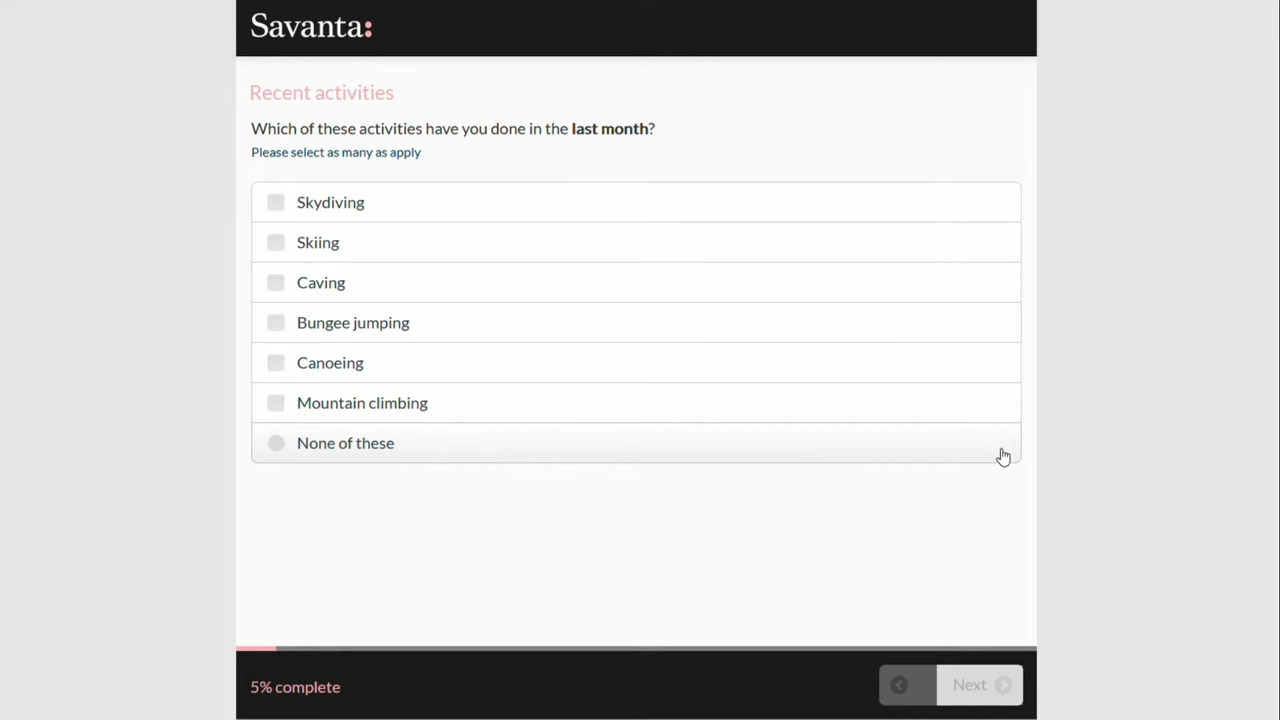 Savanta:
Recent activities
Which of these activities have you done in the last month?
Please select as many as apply
Skydiving
Skiing
Caving
Bungee jumping
Canoeing
Mountain climbing
None of these
5% complete
Next